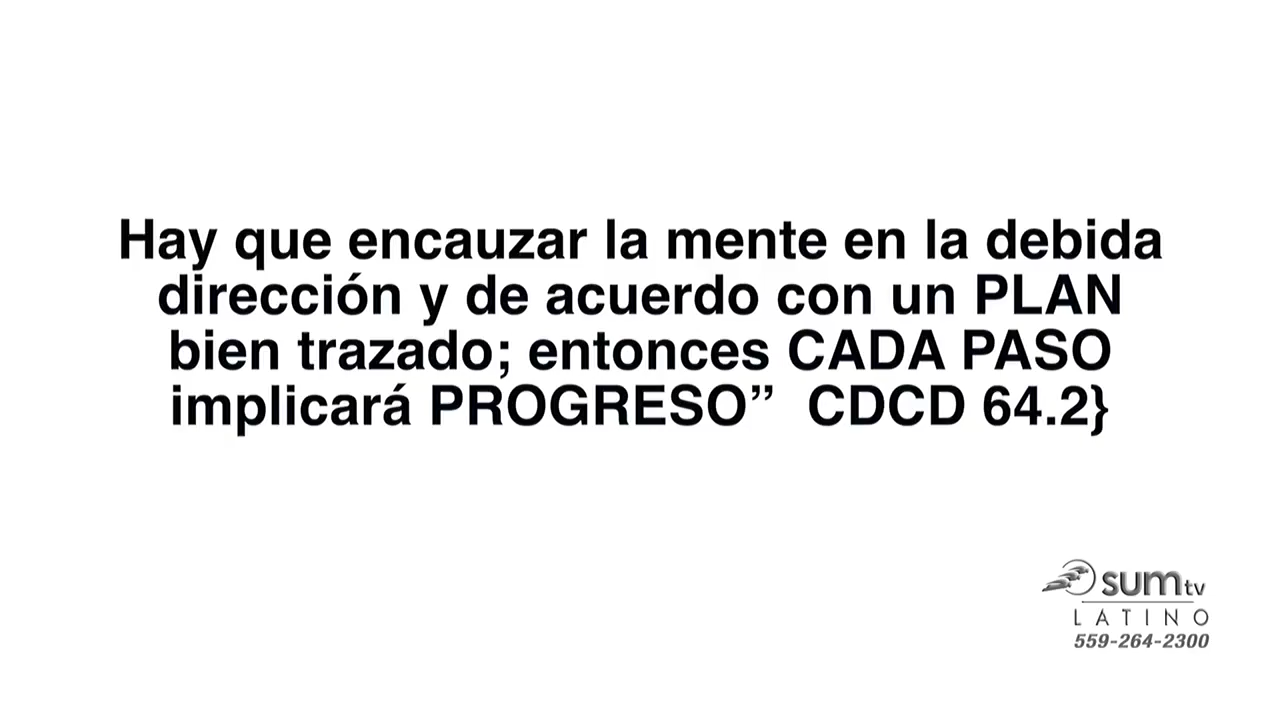 Hay que encauzar la mente en la debida
dirección y de acuerdo con un PLAN
bien trazado; entonces CADA PASO
implicará PROGRESO”  CDCD 64.2}
sumtv
LATINO
559-264-2300